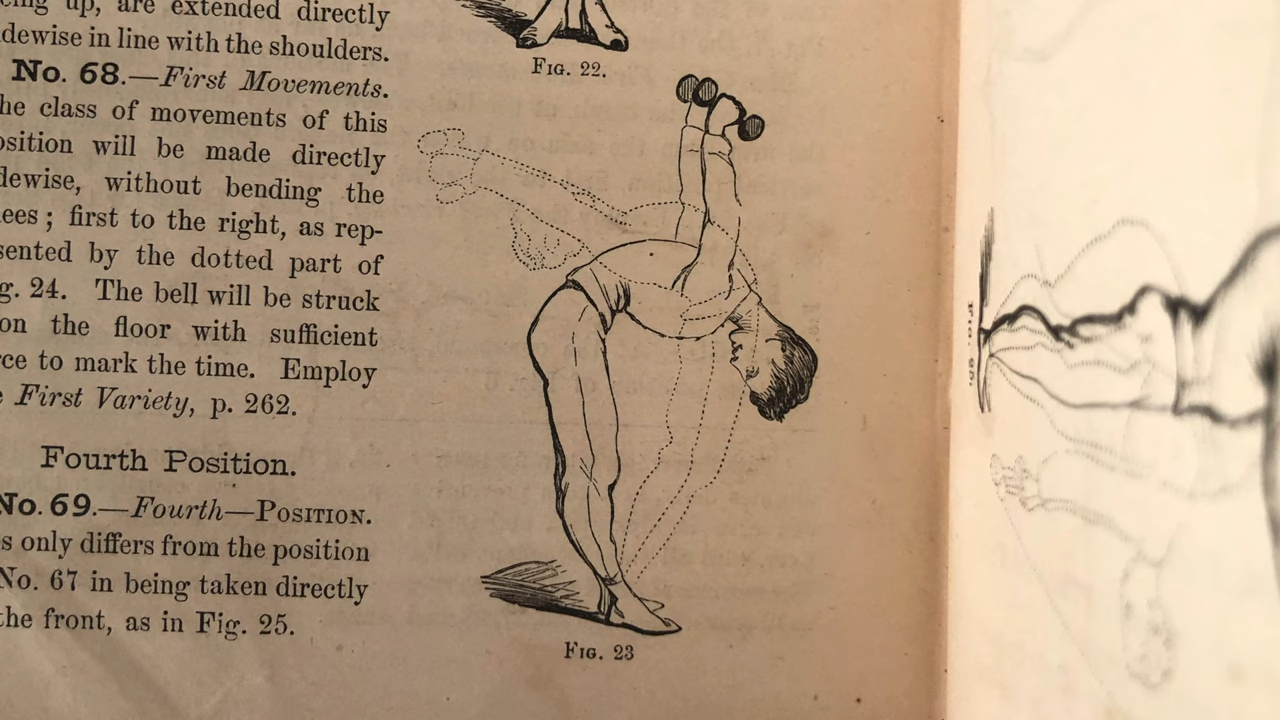 ing up, are extended directly
dewise in line with the shoulders.
No. 68.—First Movements.
he class of movements of this
osition will be made directly
dewise, without bending the
ees; first to the right, as rep-
sented by the dotted part of
g. 24. The bell will be struck
on the floor with sufficient
rce to mark the time. Employ
e First Variety, p. 262.
Fourth Position.
No. 69.—Fourth—Position.
s only differs from the position
No. 67 in being taken directly
the front, as in Fig. 25.
Fig. 22.
Fig. 23